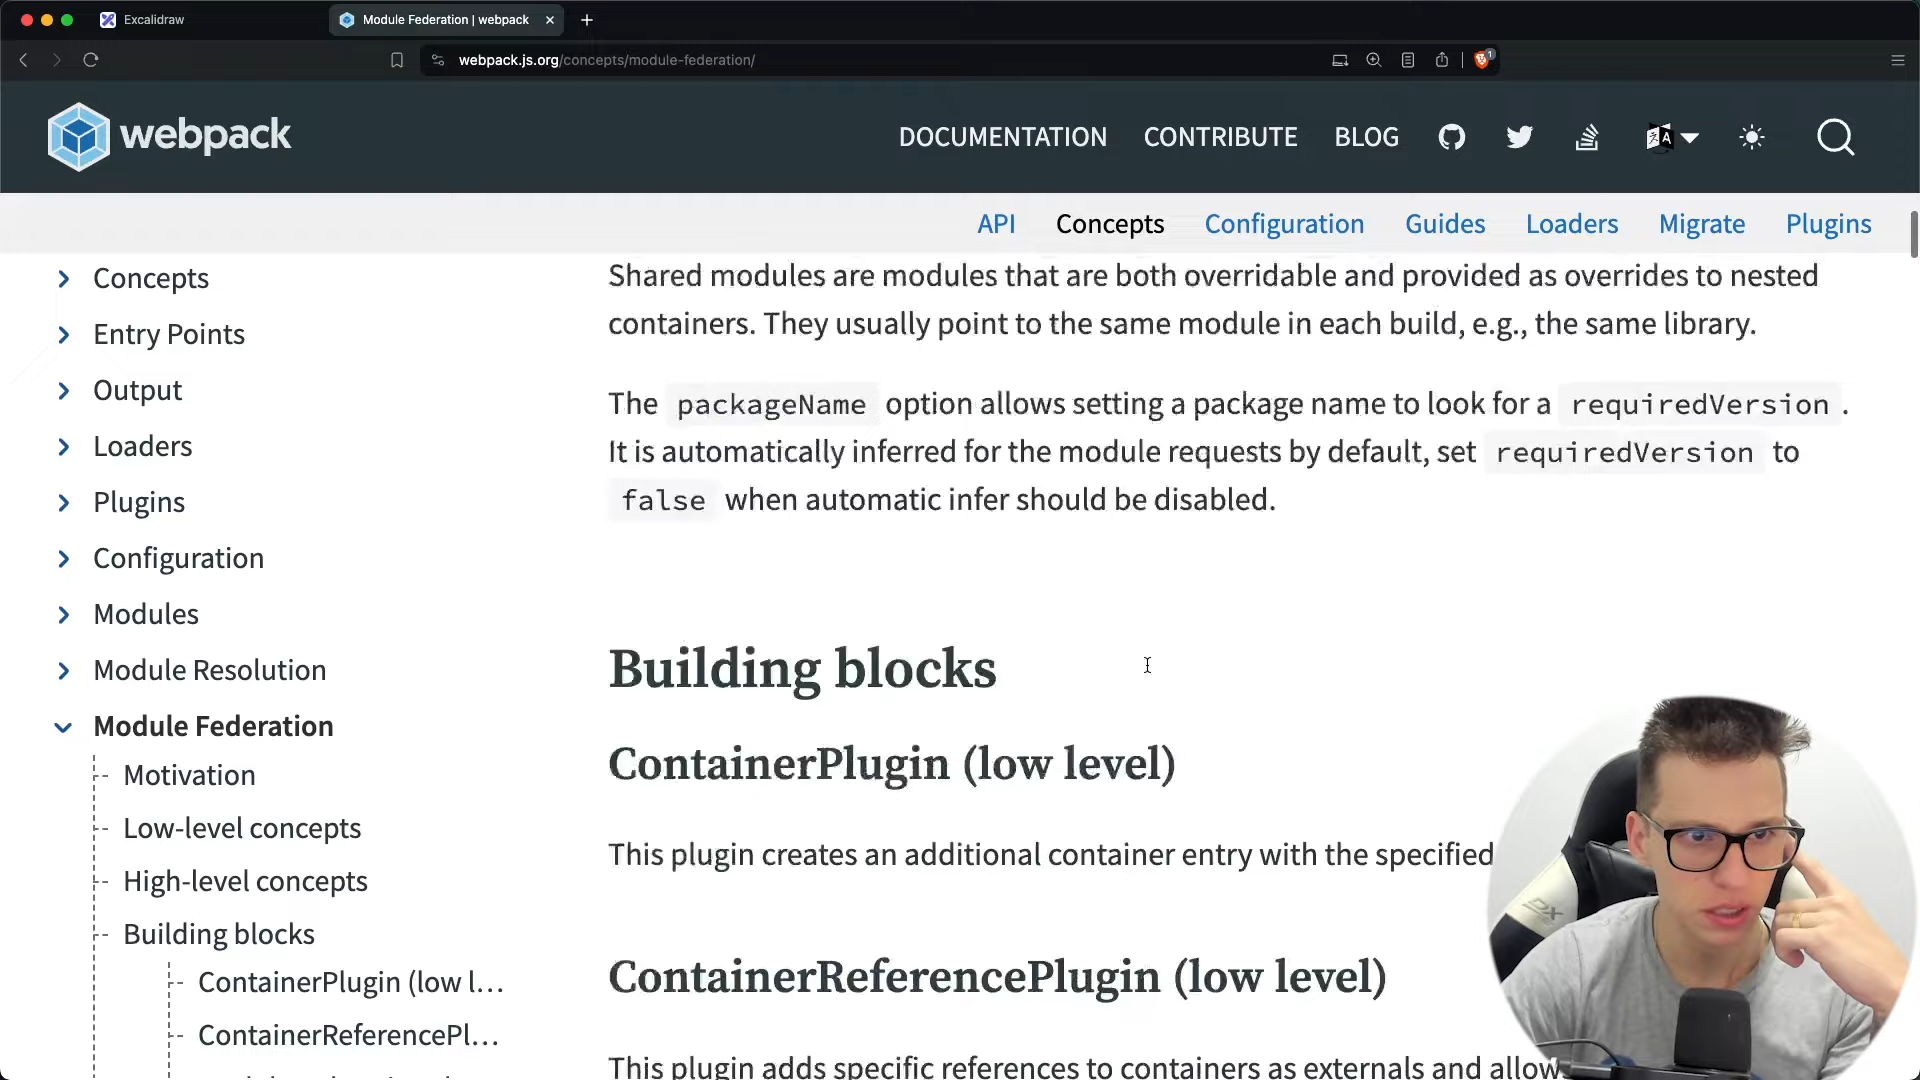 Excalidraw
Module Federation | webpack
webpack.js.org/concepts/module-federation/
1
webpack
DOCUMENTATION
CONTRIBUTE
BLOG
API
Concepts
Configuration
Guides
Loaders
Migrate
Plugins
Concepts
Entry Points
Output
Loaders
Plugins
Configuration
Modules
Module Resolution
Module Federation
Motivation
Low-level concepts
High-level concepts
Building blocks
ContainerPlugin (low l…
ContainerReferencePl…
Shared modules are modules that are both overridable and provided as overrides to nested
containers. They usually point to the same module in each build, e.g., the same library.
The packageName option allows setting a package name to look for a requiredVersion .
It is automatically inferred for the module requests by default, set requiredVersion to
false when automatic infer should be disabled.
Building blocks
ContainerPlugin (low level)
This plugin creates an additional container entry with the specified
ContainerReferencePlugin (low level)
This plugin adds specific references to containers as externals and allow